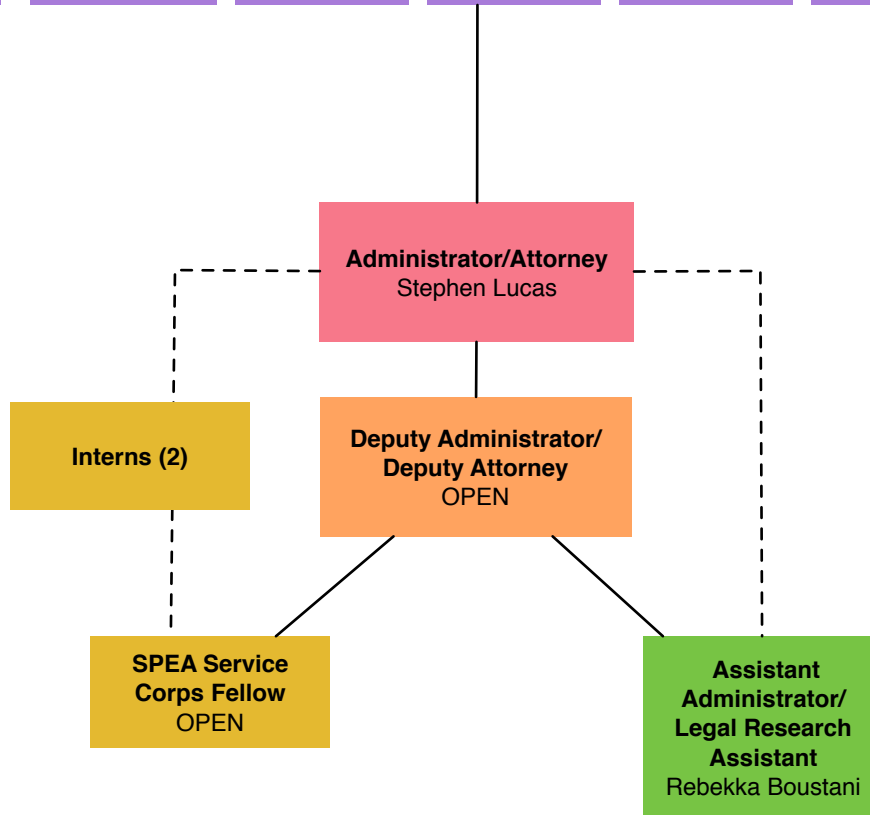 Administrator/Attorney
Stephen Lucas
Interns (2)
Deputy Administrator/
Deputy Attorney
OPEN
SPEA Service
Corps Fellow
OPEN
Assistant
Administrator/
Legal Research
Assistant
Rebekka Boustani